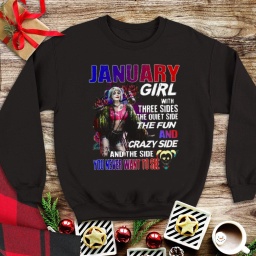 JANUARY
GIRL
WITH
THREE SIDES
THE QUIET SIDE
THE FUN
AND
CRAZY SIDE
AND THE SIDE
YOU NEVER WANT TO SEE